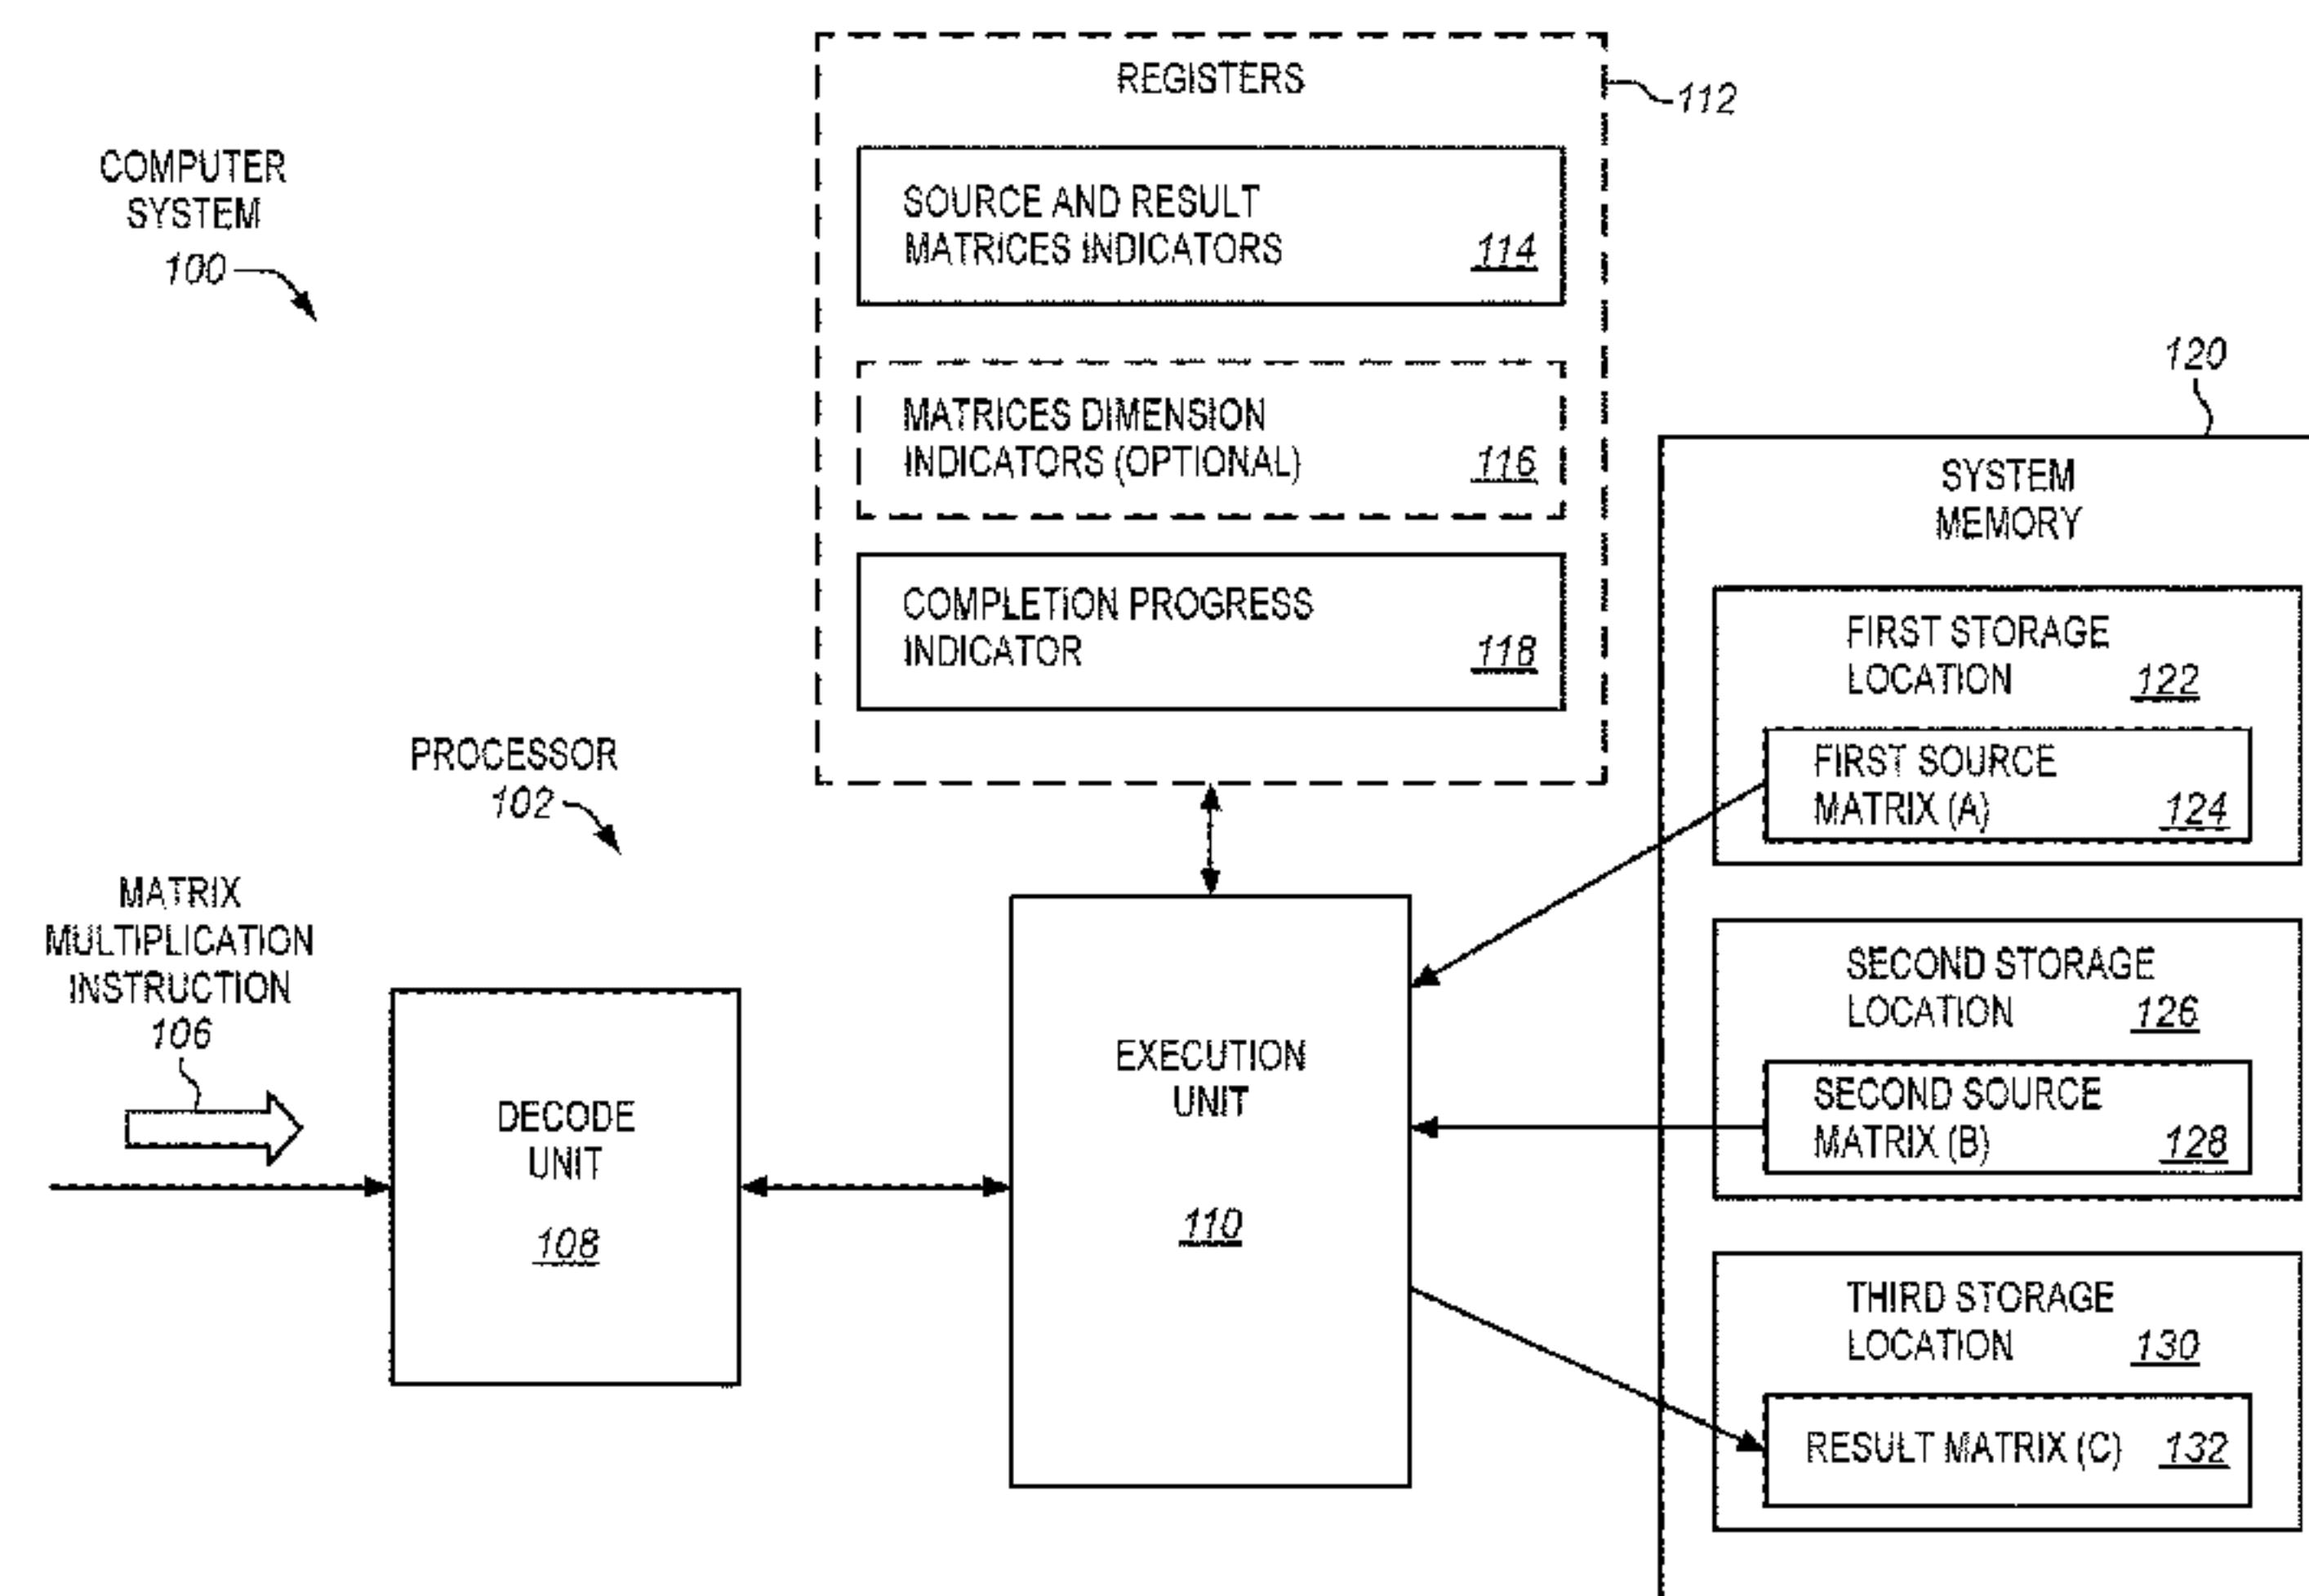 REGISTERS
112
COMPUTER
SYSTEM
100
SOURCE AND RESULT
MATRICES INDICATORS 114
MATRICES DIMENSION
INDICATORS (OPTIONAL) 116
COMPLETION PROGRESS
INDICATOR 118
120
SYSTEM
MEMORY
FIRST STORAGE
LOCATION 122
FIRST SOURCE
MATRIX (A) 124
SECOND STORAGE
LOCATION 126
SECOND SOURCE
MATRIX (B) 128
THIRD STORAGE
LOCATION 130
RESULT MATRIX (C) 132
PROCESSOR
102
MATRIX
MULTIPLICATION
INSTRUCTION
106
DECODE
UNIT
108
EXECUTION
UNIT
110